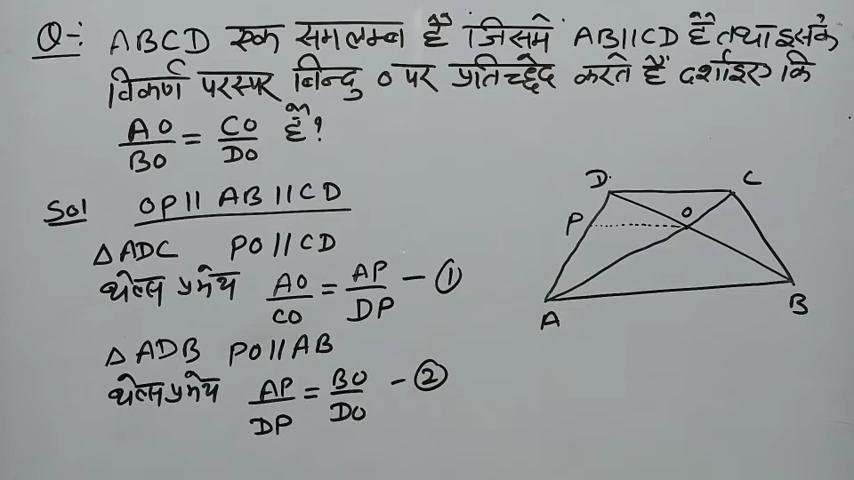 Q-: ABCD एक समलम्ब है जिसमे AB||CD है तथा इसके
विकर्ण परस्पर बिन्दु O पर प्रतिच्छेद करते हैं दर्शाइए कि
AO/BO = CO/DO है?
Sol OP|| AB ||CD
△ADC PO||CD
थेल्स प्रमेय AO/CO = AP/DP - ①
△ADB PO||AB
थेल्स प्रमेय AP/DP = BO/DO - ②
D C
P O
A B